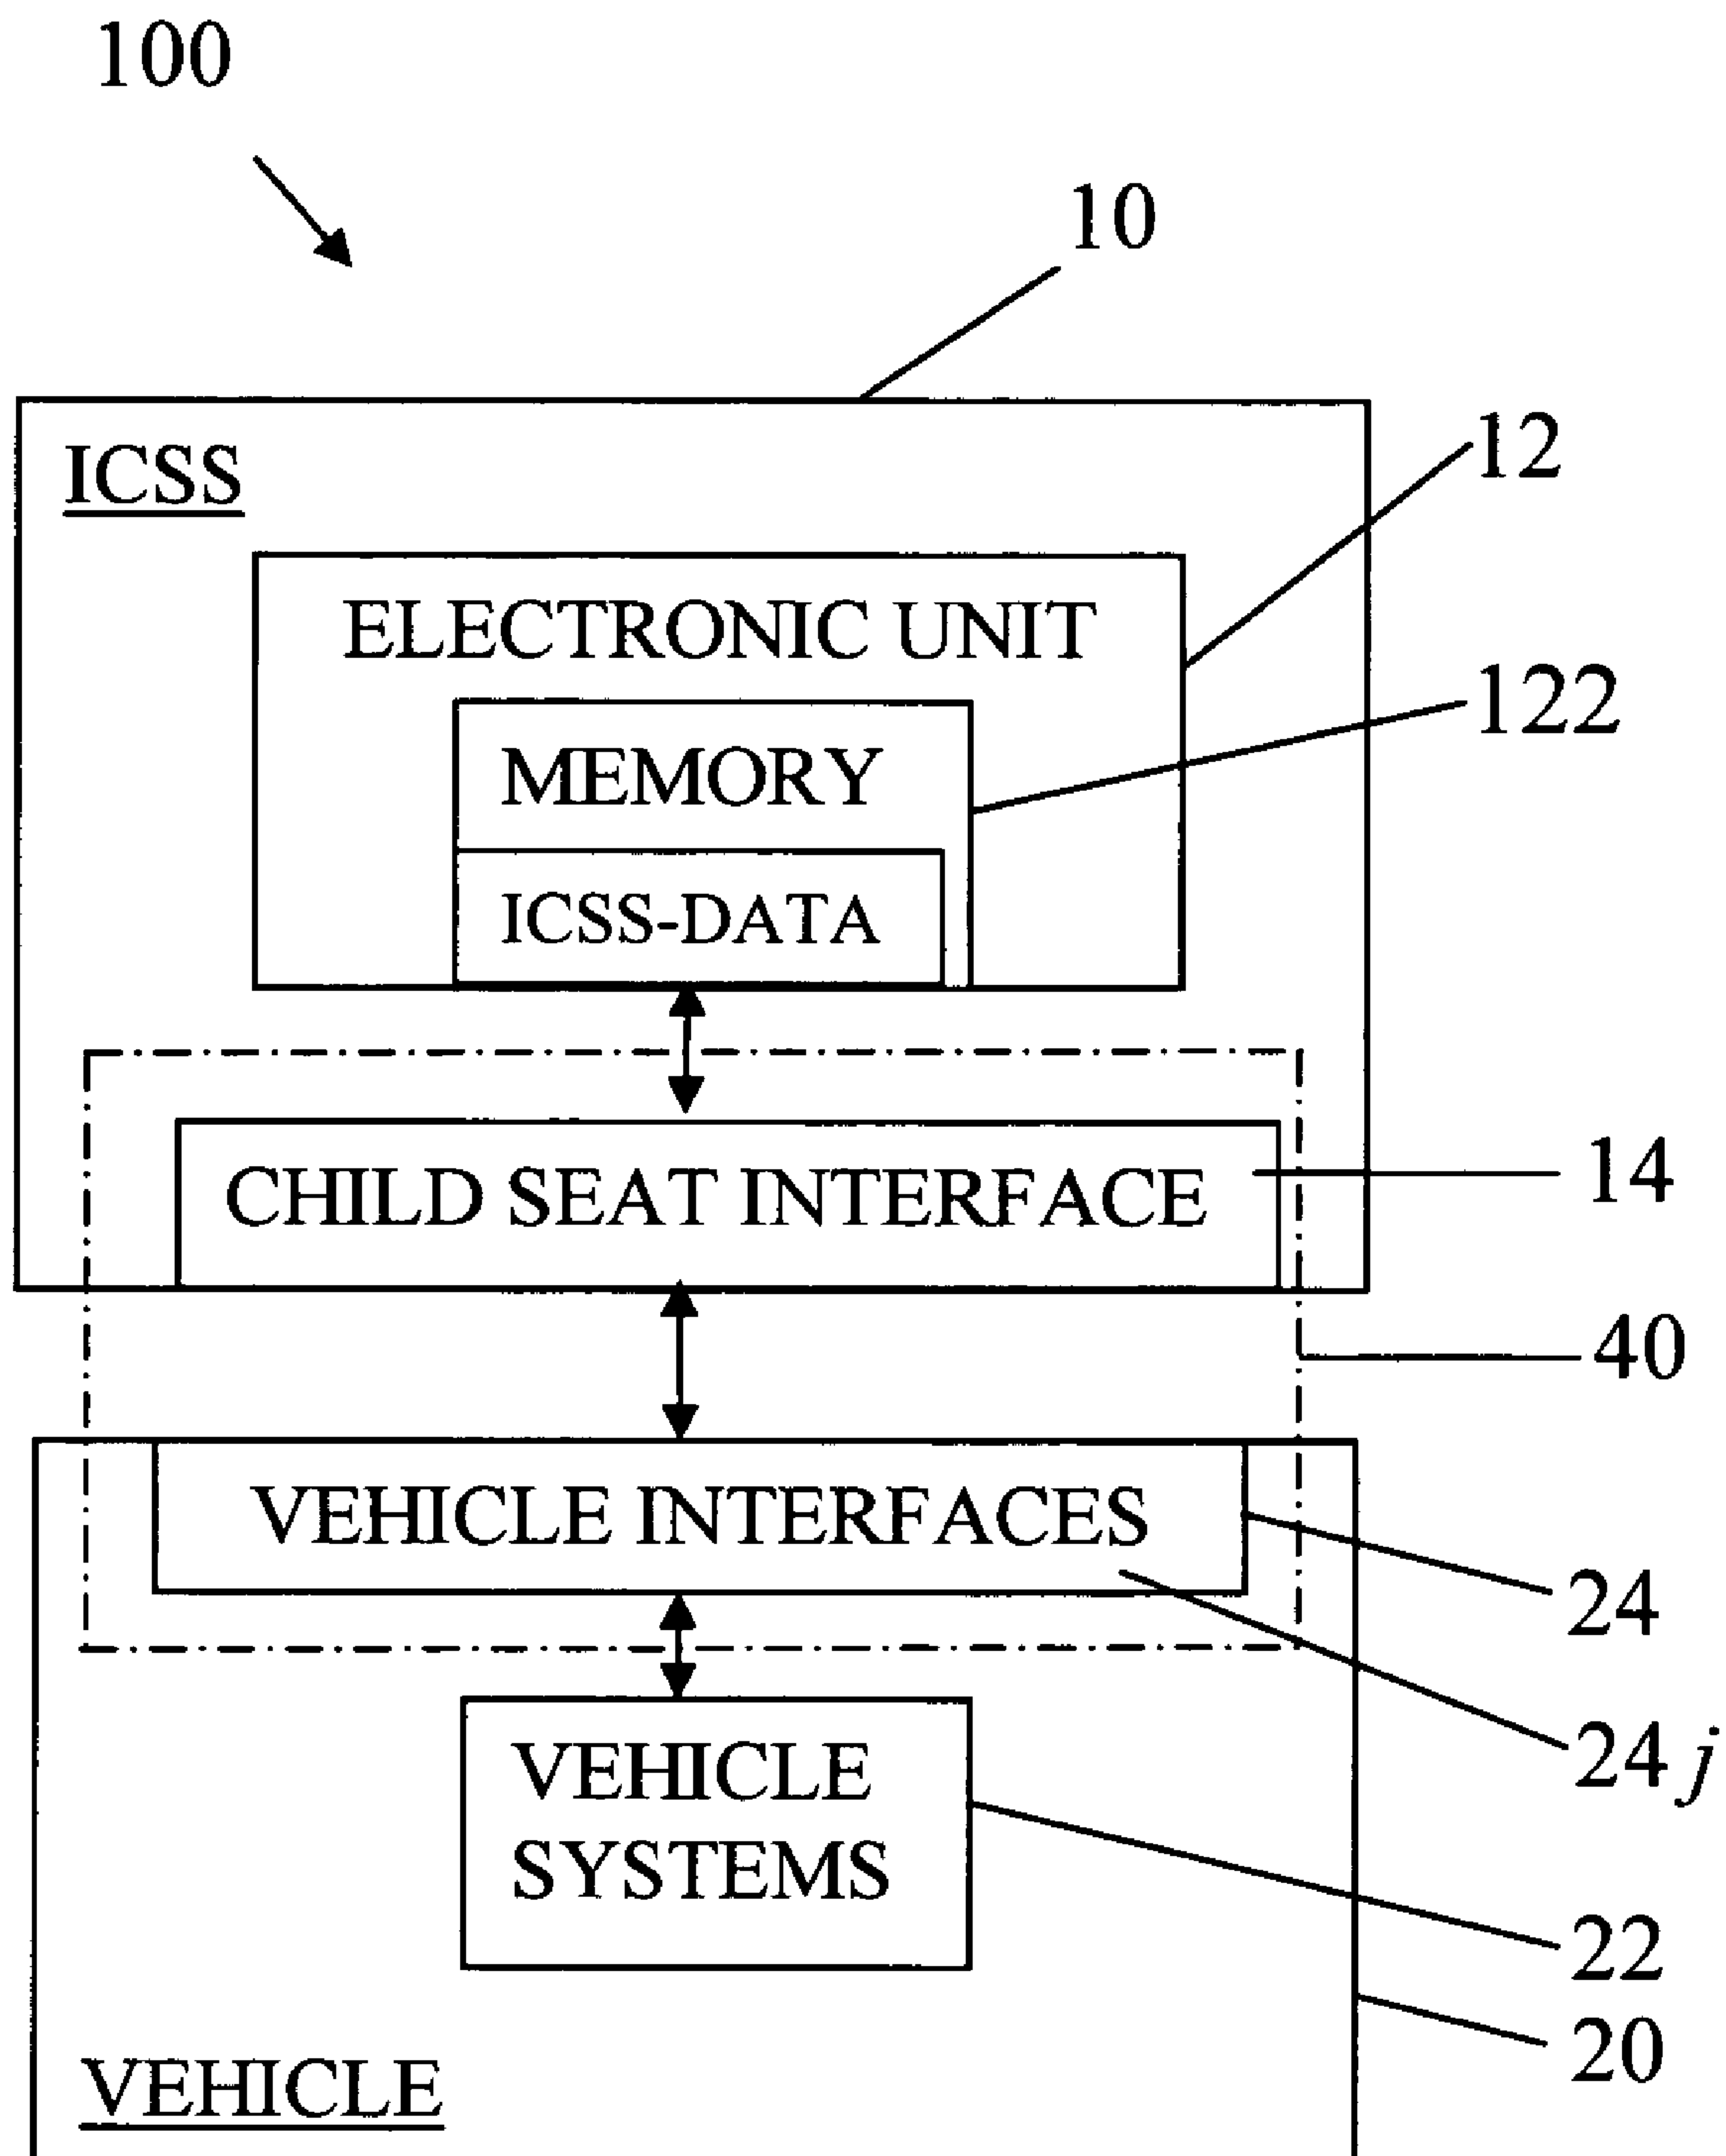 100
10
ICSS
12
ELECTRONIC UNIT
122
MEMORY
ICSS-DATA
14
CHILD SEAT INTERFACE
40
VEHICLE INTERFACES
24
24 j
VEHICLE
SYSTEMS
22
20
VEHICLE